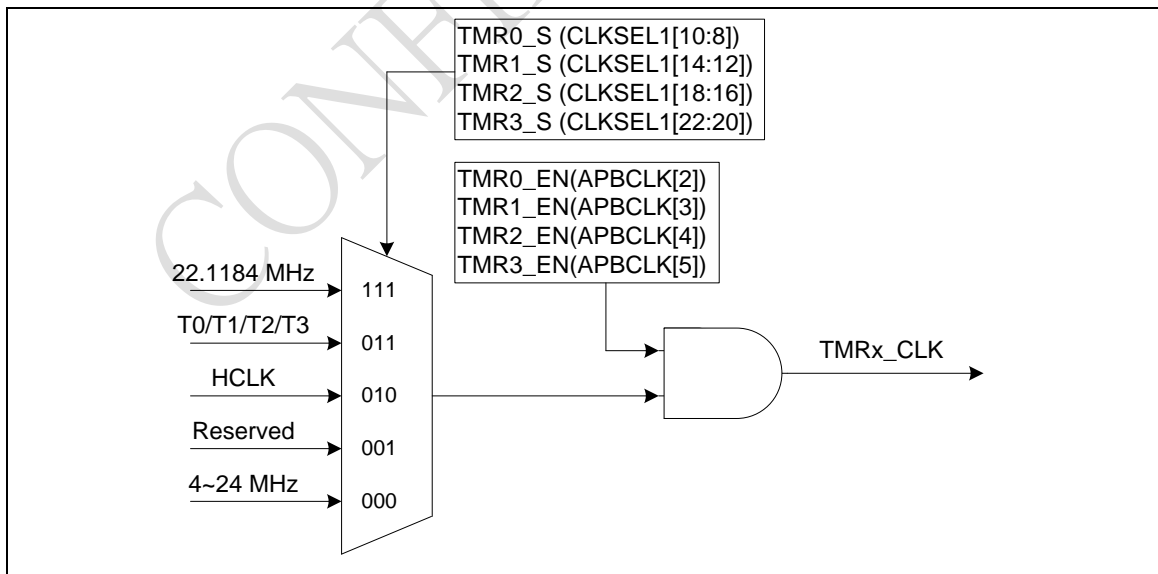 TMR0_S (CLKSEL1[10:8])
TMR1_S (CLKSEL1[14:12])
TMR2_S (CLKSEL1[18:16])
TMR3_S (CLKSEL1[22:20])
TMR0_EN(APBCLK[2])
TMR1_EN(APBCLK[3])
TMR2_EN(APBCLK[4])
TMR3_EN(APBCLK[5])
22.1184 MHz
111
T0/T1/T2/T3
011
HCLK
010
Reserved
001
4~24 MHz
000
TMRx_CLK
CONF